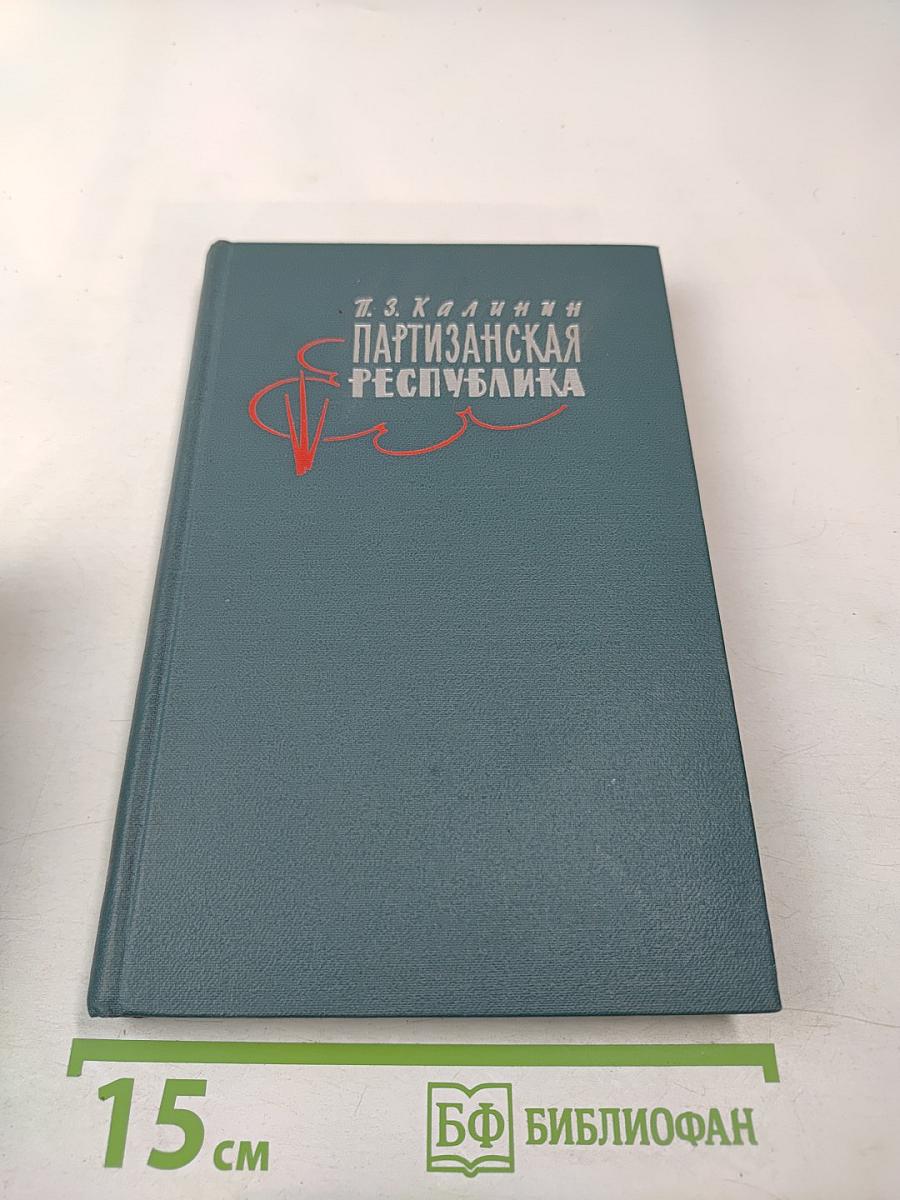 П. З. Калинин
ПАРТИЗАНСКАЯ
РЕСПУБЛИКА
15 см
БФ БИБЛИОФАН